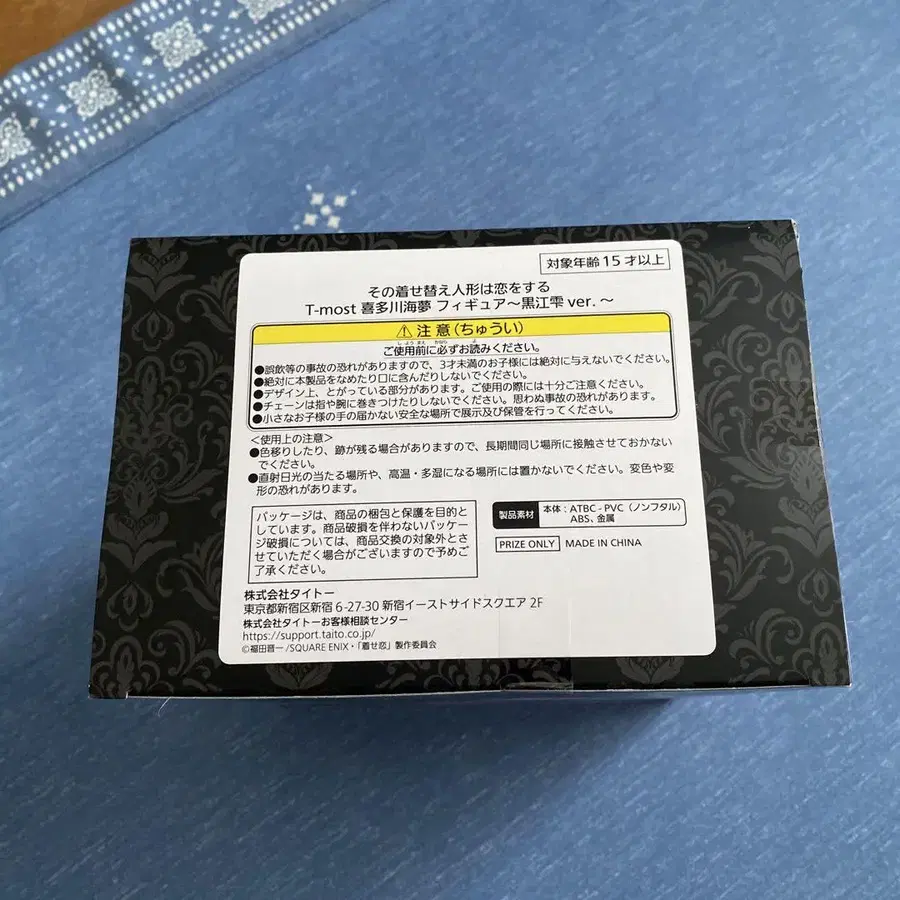 対象年齢15才以上
その着せ替え人形は恋をする
T-most 喜多川海夢 フィギュア～黒江雫 ver.～
⚠注意(ちゅうい)
ご使用前に必ずお読みください。
●誤飲等の事故の恐れがありますので、3才未満のお子様には絶対に与えないでください。
●絶対に本製品をなめたり口に含んだりしないでください。
●デザイン上、とがっている部分があります。ご使用の際には十分ご注意ください。
●チェーンは指や腕に巻きつけたりしないでください。思わぬ事故の恐れがあります。
●小さなお子様の手の届かない安全な場所で展示及び保管を行ってください。
＜使用上の注意＞
●色移りしたり、跡が残る場合がありますので、長期間同じ場所に接触させておかない
でください。
●直射日光の当たる場所や、高温・多湿になる場所には置かないでください。変色や変
形の恐れがあります。
パッケージは、商品の梱包と保護を目的と
しています。商品破損を伴わないパッケー
ジ破損については、商品交換の対象外とさ
せていただく場合がございますので予めご
了承ください。
製品素材 本体：ATBC-PVC（ノンフタル）
ABS、金属
PRIZE ONLY MADE IN CHINA
株式会社タイトー
東京都新宿区新宿 6-27-30 新宿イーストサイドスクエア 2F
株式会社タイトーお客様相談センター
https://support.taito.co.jp/
©福田晋一/SQUARE ENIX・「着せ恋」製作委員会